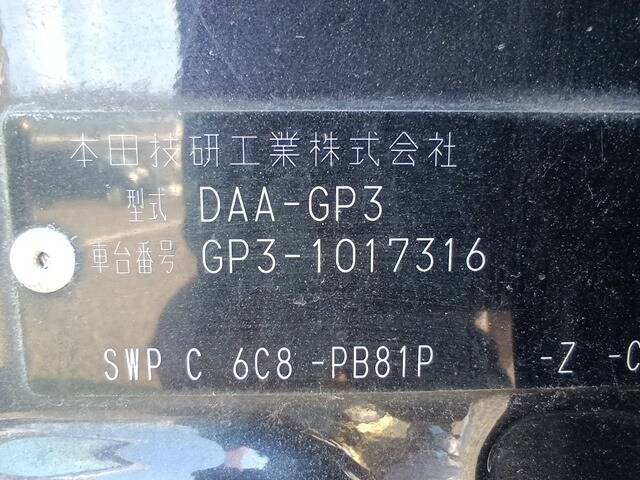 本田技研工業株式会社
型式 DAA-GP3
車台番号 GP3-1017316
SWP C 6C8 -PB81P -Z -C